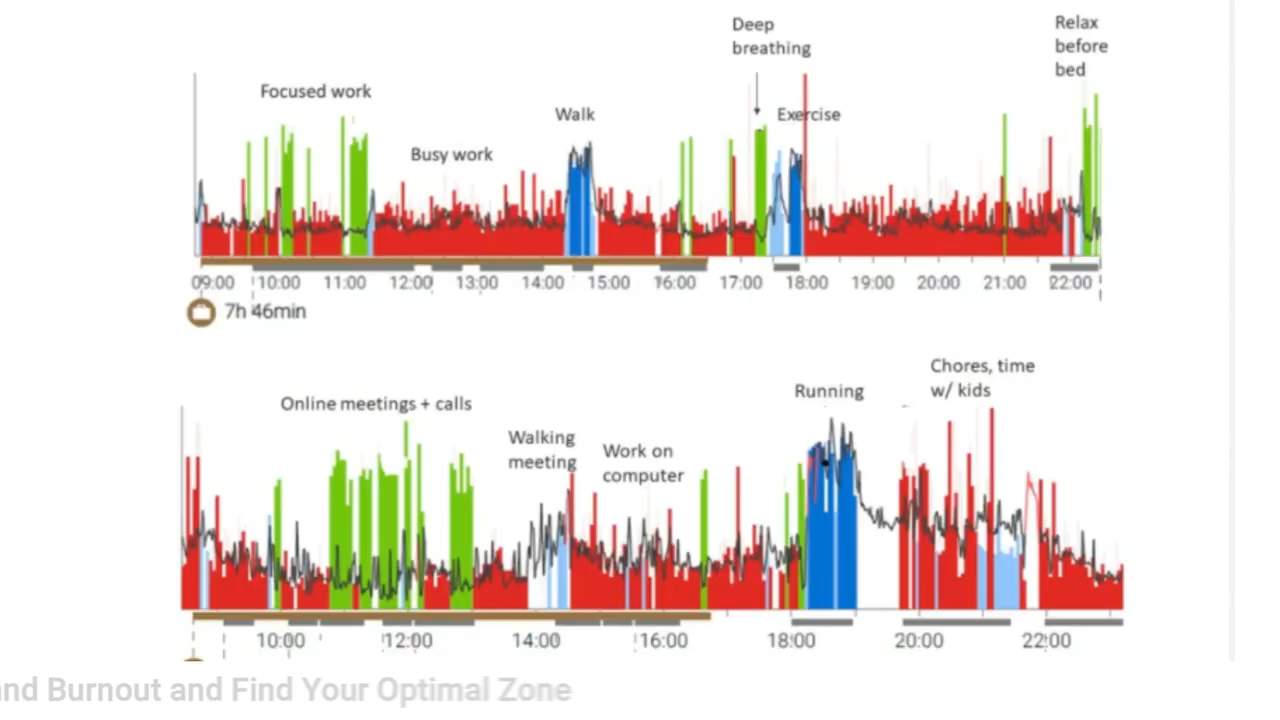 Deep
breathing
Relax
before
bed
Focused work
Walk
Exercise
Busy work
09:00 10:00 11:00 12:00 13:00 14:00 15:00 16:00 17:00 18:00 19:00 20:00 21:00 22:00
7h 46min
Chores, time
w/ kids
Running
Online meetings + calls
Walking
meeting
Work on
computer
10:00 12:00 14:00 16:00 18:00 20:00 22:00
and Burnout and Find Your Optimal Zone